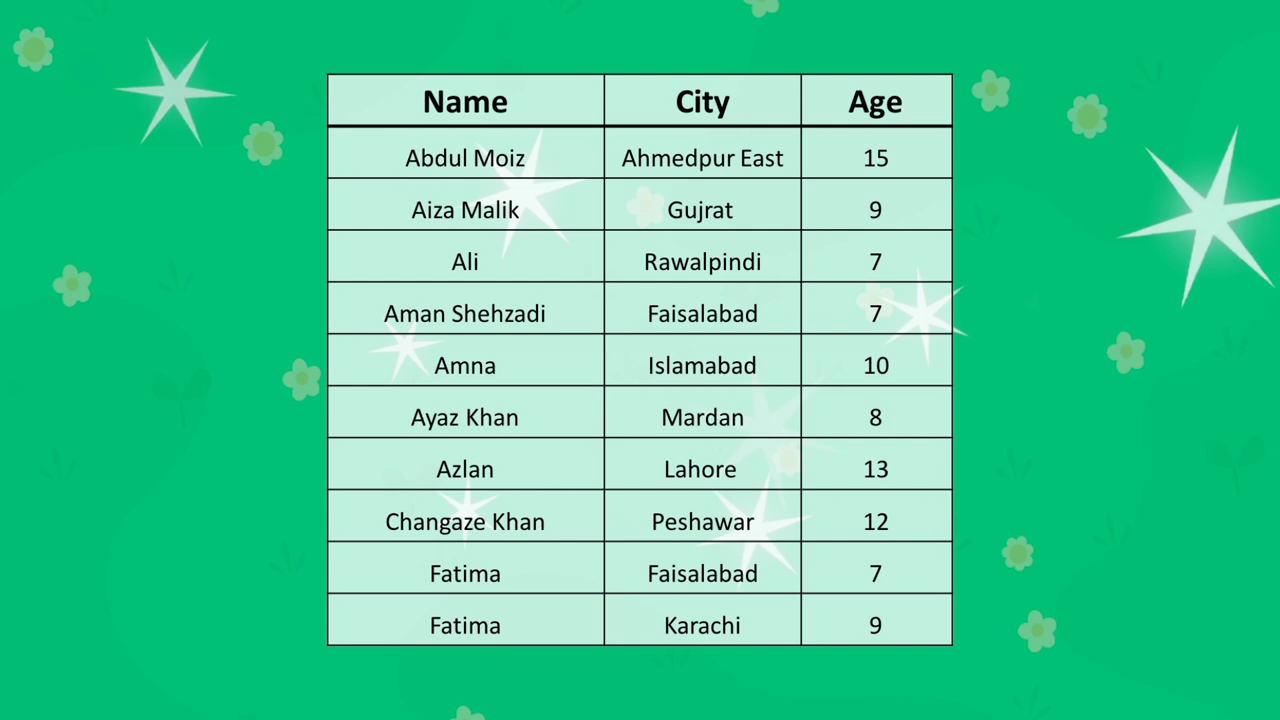 Name City Age
Abdul Moiz Ahmedpur East 15
Aiza Malik Gujrat 9
Ali Rawalpindi 7
Aman Shehzadi Faisalabad 7
Amna Islamabad 10
Ayaz Khan Mardan 8
Azlan Lahore 13
Changaze Khan Peshawar 12
Fatima Faisalabad 7
Fatima Karachi 9